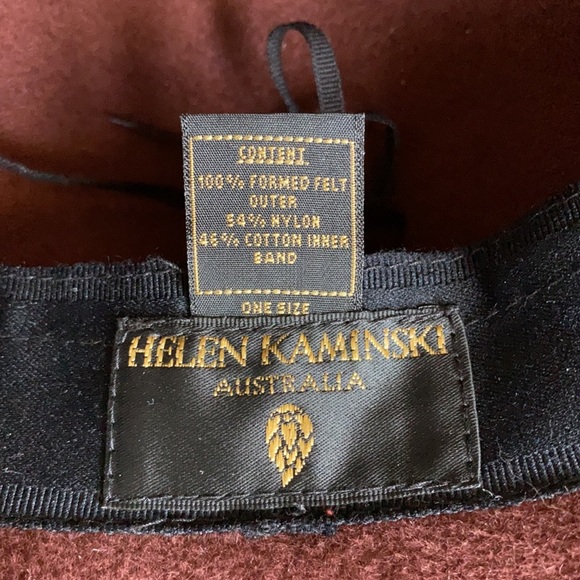 CONTENT
100% FORMED FELT
OUTER
54% NYLON
46% COTTON INNER
BAND
ONE SIZE
HELEN KAMINSKI
AUSTRALIA